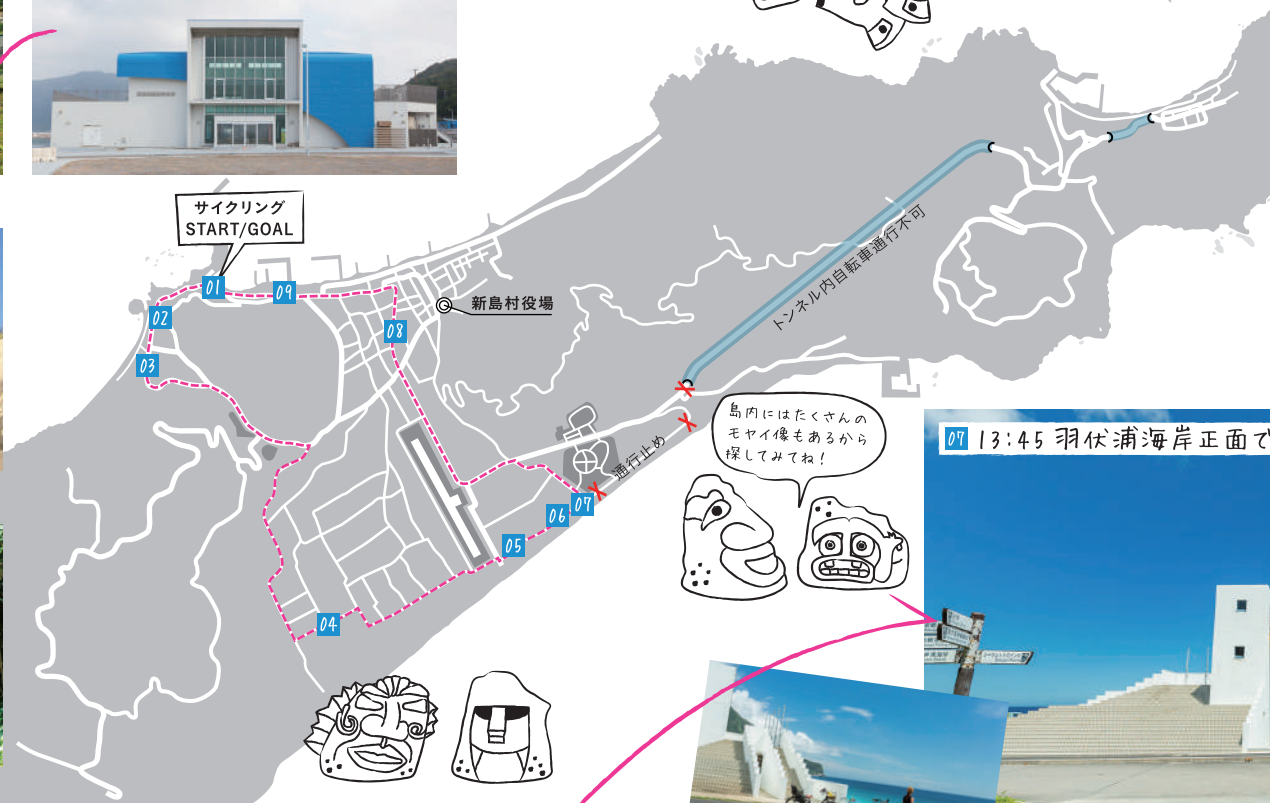 サイクリング
START/GOAL
01
09
02
08
新島村役場
03
トンネル内自転車通行不可
島内にはたくさんの
モヤイ像もあるから
探してみてね！
通行止め
07
06
05
04
07 13:45 羽伏浦海岸正面で